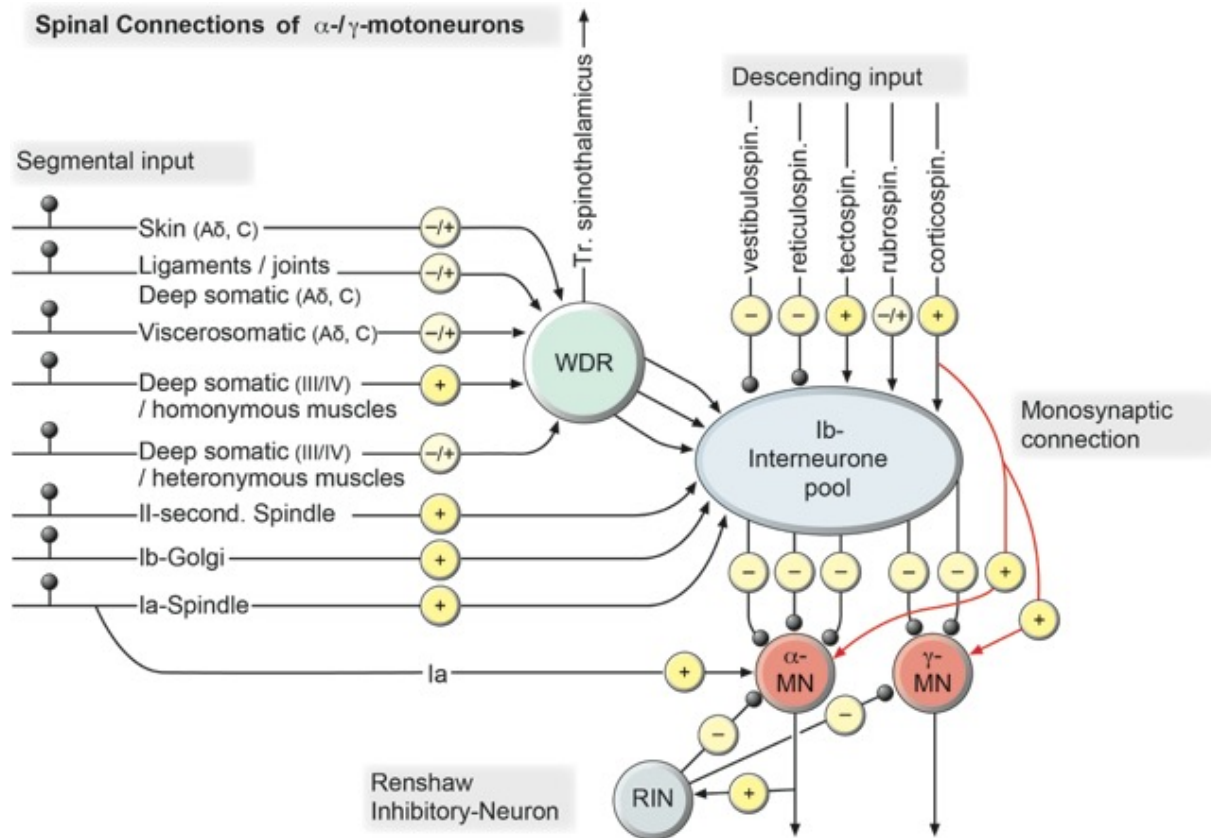 Spinal Connections of α-/γ-motoneurons
Tr. spinothalamicus
Descending input
vestibulospin.
reticulospin.
tectospin.
rubrospin.
corticospin.
Segmental input
Skin (Aδ, C)
−/+
Ligaments / joints
Deep somatic (Aδ, C)
−/+
Viscerosomatic (Aδ, C)
−/+
Deep somatic (III/IV)
/ homonymous muscles
+
Deep somatic (III/IV)
/ heteronymous muscles
−/+
II-second. Spindle
+
Ib-Golgi
+
Ia-Spindle
+
WDR
−
−
+
−/+
+
Ib-
Interneurone
pool
Monosynaptic
connection
−
−
−
−
−
+
+
Ia
+
α-
MN
γ-
MN
−
−
Renshaw
Inhibitory-Neuron
RIN
+